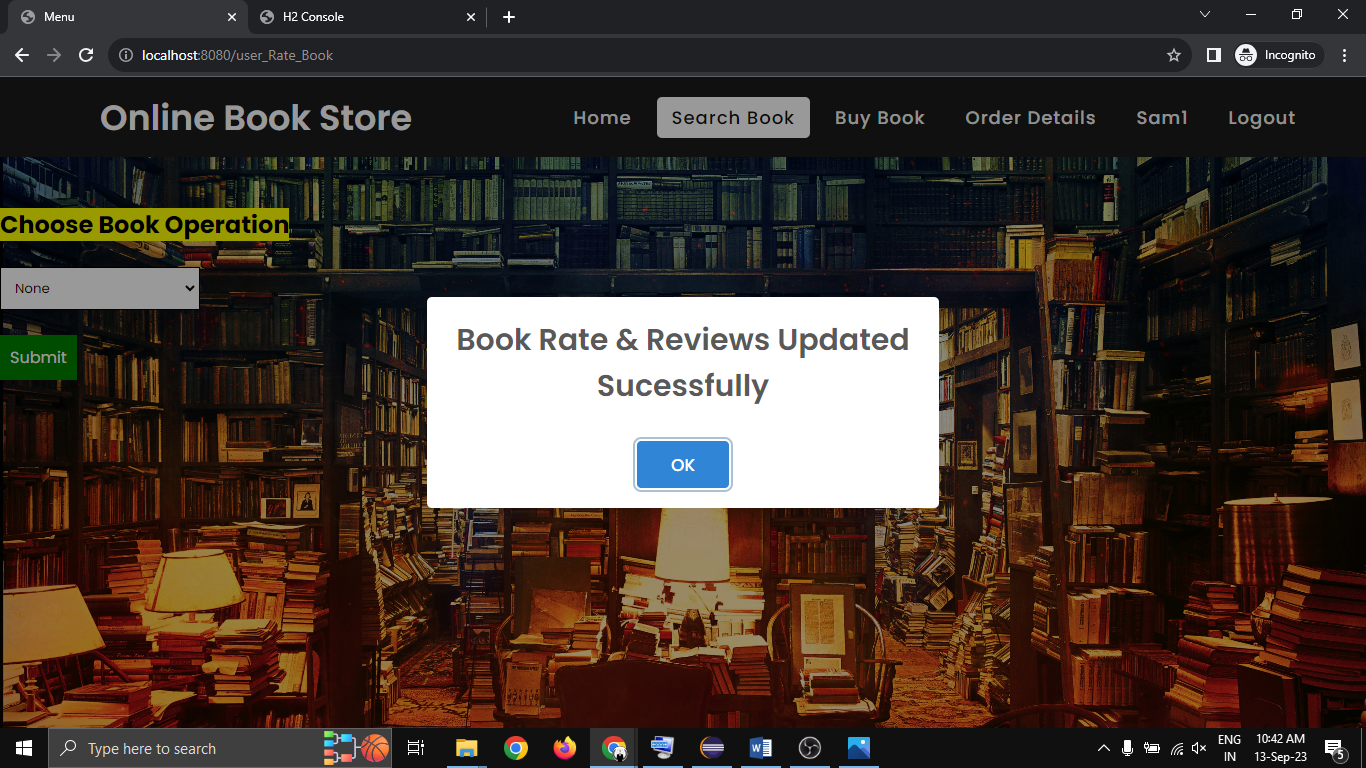 Menu
H2 Console
localhost:8080/user_Rate_Book
Incognito
Online Book Store
Home
Search Book
Buy Book
Order Details
Sam1
Logout
Choose Book Operation
None
Submit
Book Rate & Reviews Updated
Sucessfully
OK
Type here to search
ENG
IN
10:42 AM
13-Sep-23
5